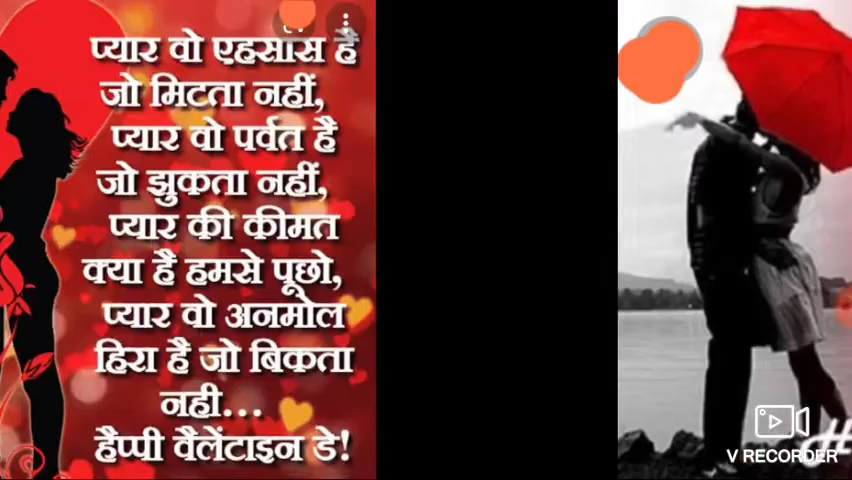 प्यार वो एहसास है
जो मिटता नहीं,
प्यार वो पर्वत है
जो झुकता नहीं,
प्यार की कीमत
क्या है हमसे पूछो,
प्यार वो अनमोल
हिरा है जो बिकता
नही...
हैप्पी वैलेंटाइन डे!
V RECORDER